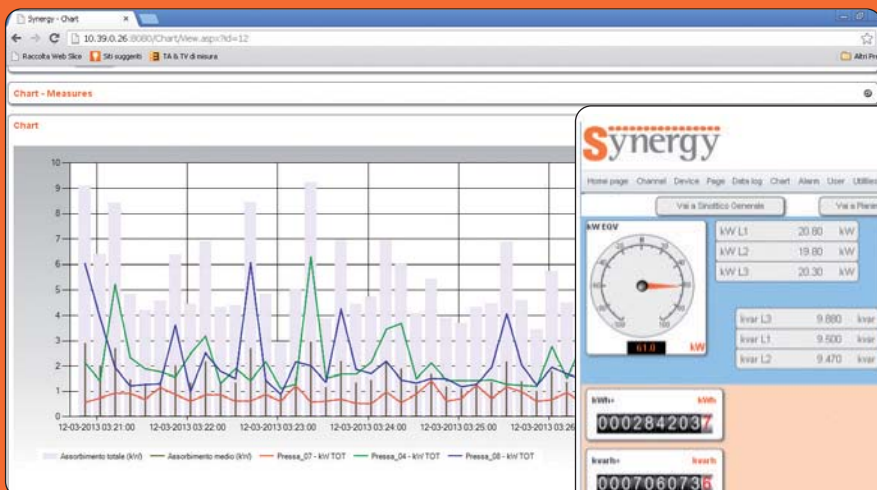 Synergy - Chart
10.39.0.26:8080/Chart/View.aspx?id=12
Raccolta Web Slice
Siti suggeriti
TA & TV di misura
Altri Pre
Chart - Measures
Chart
10
9
8
7
6
5
4
3
2
1
0
12-03-2013 03:21:00
12-03-2013 03:22:00
12-03-2013 03:23:00
12-03-2013 03:24:00
12-03-2013 03:25:00
12-03-2013 03:26
Assorbimento totale (kW)
Assorbimento medio (kW)
Pressa_07 - kW TOT
Pressa_04 - kW TOT
Pressa_08 - kW TOT
Synergy
Home page Channel Device Page Data log Chart Alarm User Utilities
Vai a Sinottico Generale
Vai a
kW EQV
61.0 kW
kW L1 20.80 kW
kW L2 19.80 kW
kW L3 20.30 kW
kvar L3 9.880 kvar
kvar L1 9.500 kvar
kvar L2 9.470 kvar
kWh+ kWh
0002842037
kvarh+ kvarh
0007060736